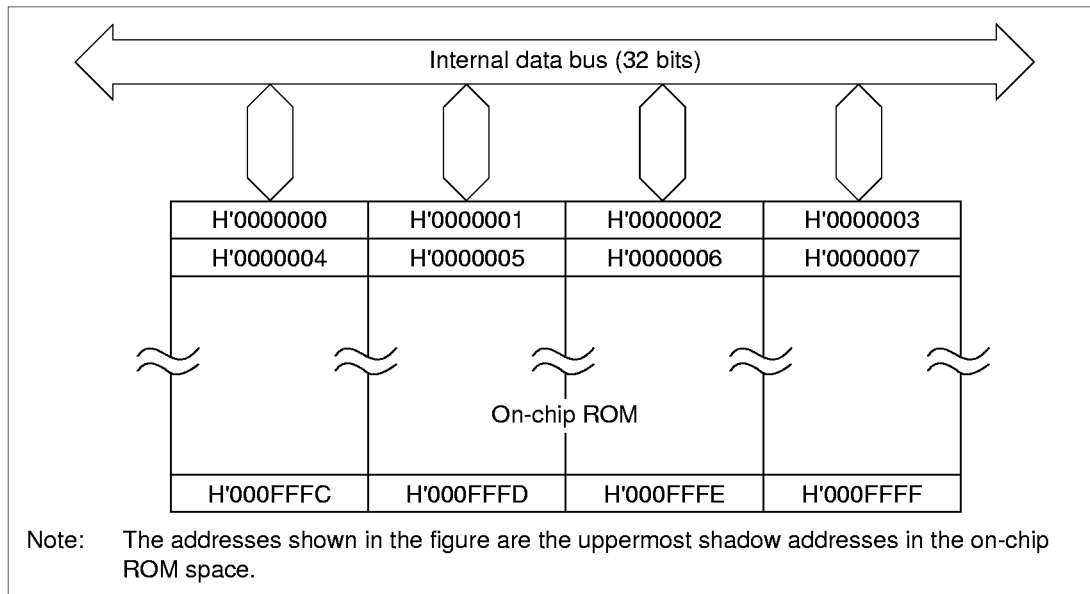 Internal data bus (32 bits)
H'0000000 H'0000001 H'0000002 H'0000003
H'0000004 H'0000005 H'0000006 H'0000007
On-chip ROM
H'000FFFC H'000FFFD H'000FFFE H'000FFFF
Note: The addresses shown in the figure are the uppermost shadow addresses in the on-chip
ROM space.